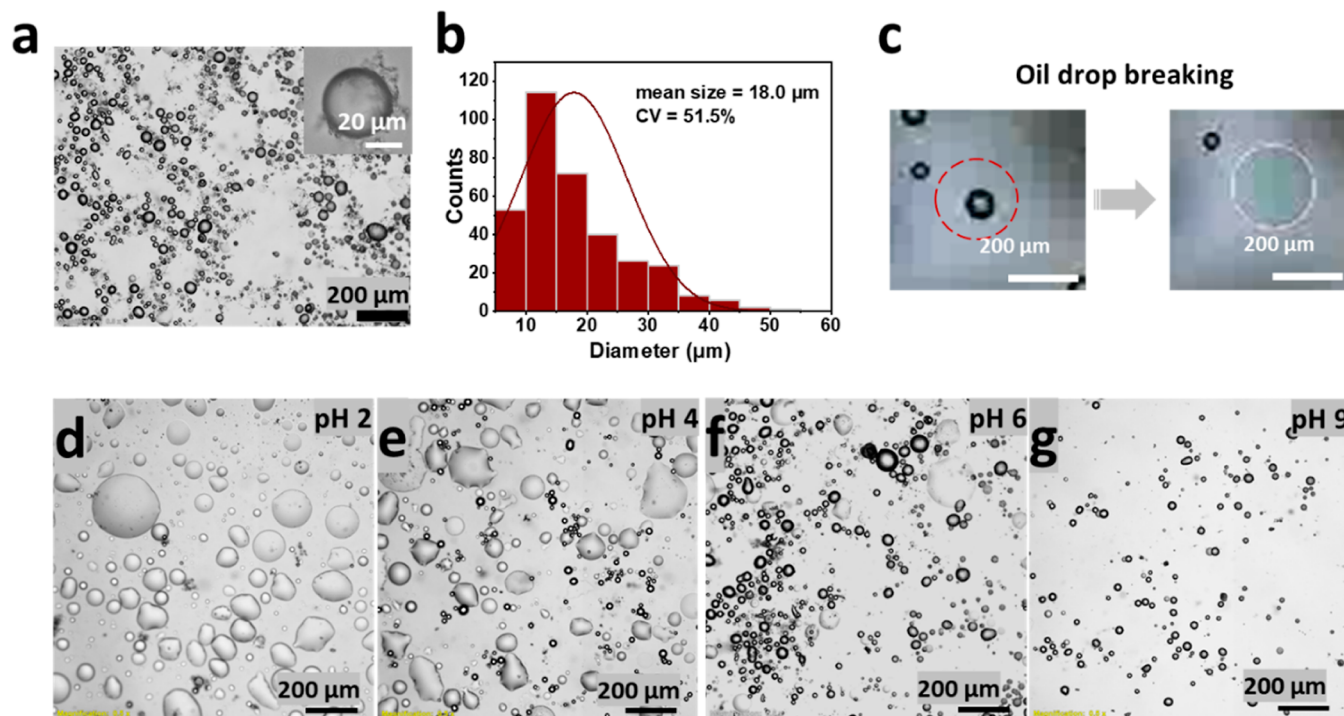 a
20 µm
200 µm
b
120
100
80
60
40
20
0
Counts
mean size = 18.0 µm
CV = 51.5%
10
20
30
40
50
60
Diameter (µm)
c
Oil drop breaking
200 µm
200 µm
d
pH 2
200 µm
e
pH 4
200 µm
f
pH 6
200 µm
g
pH 9
200 µm